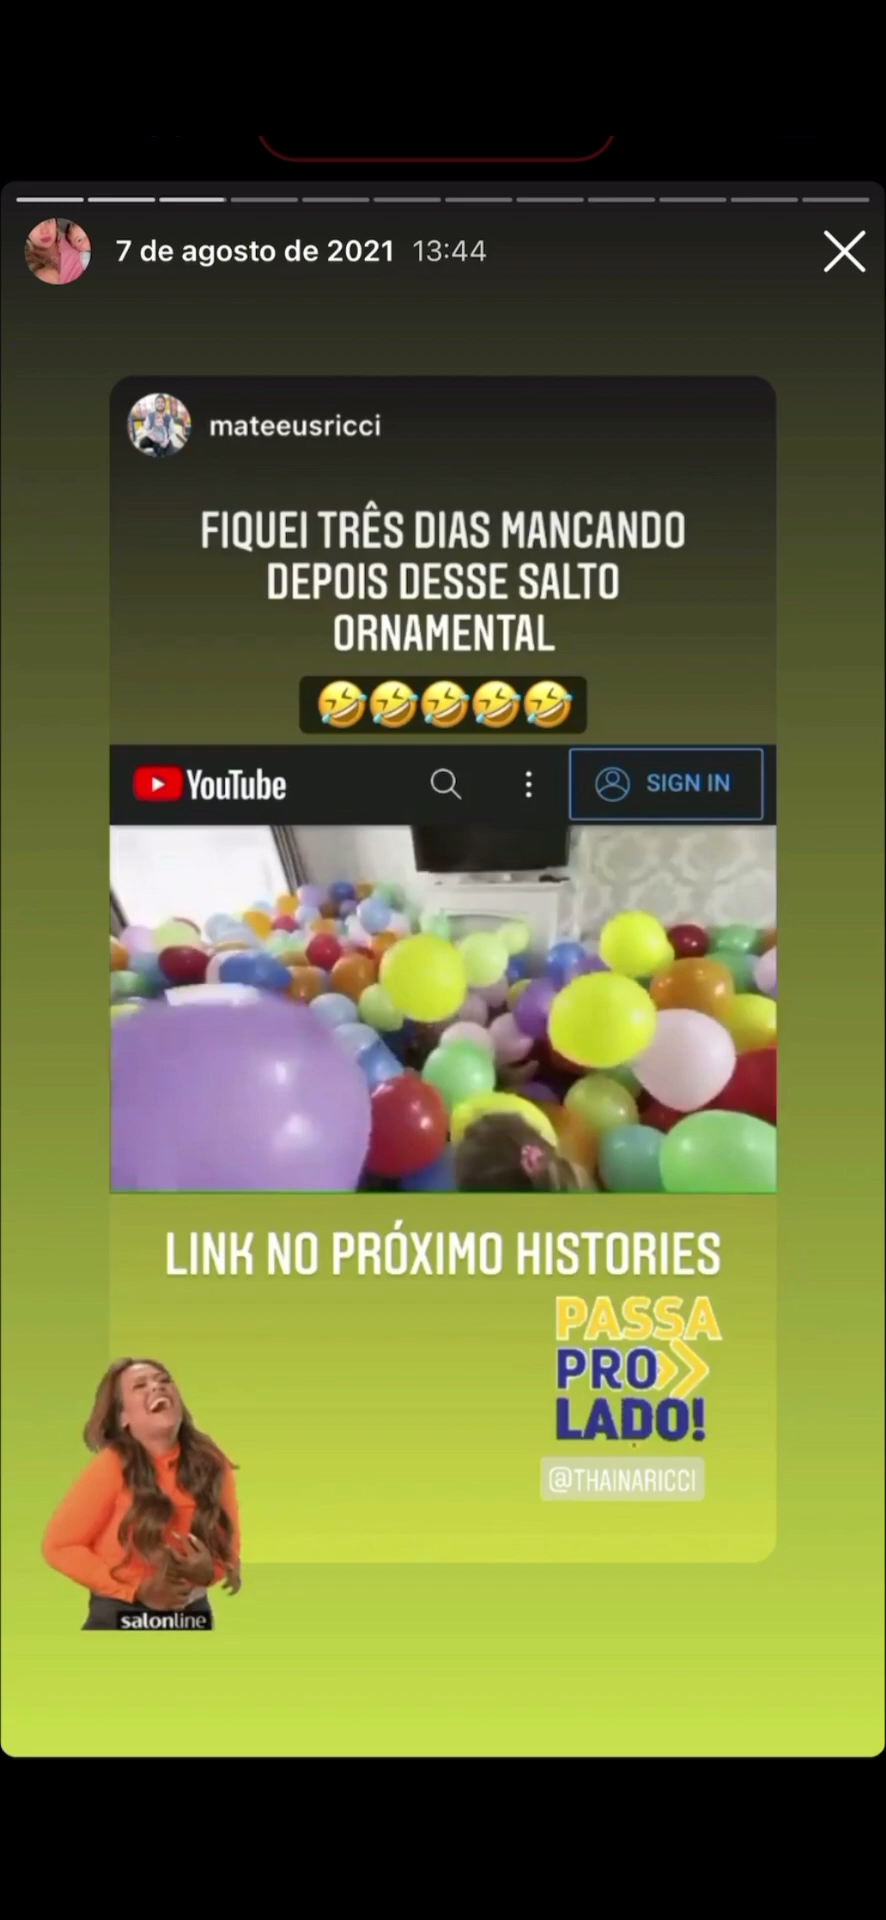 7 de agosto de 2021 13:44
mateeusricci
FIQUEI TRÊS DIAS MANCANDO
DEPOIS DESSE SALTO
ORNAMENTAL
🤣🤣🤣🤣🤣
YouTube SIGN IN
LINK NO PRÓXIMO HISTORIES
PASSA
PRO
LADO!
@THAINARICCI
salonline